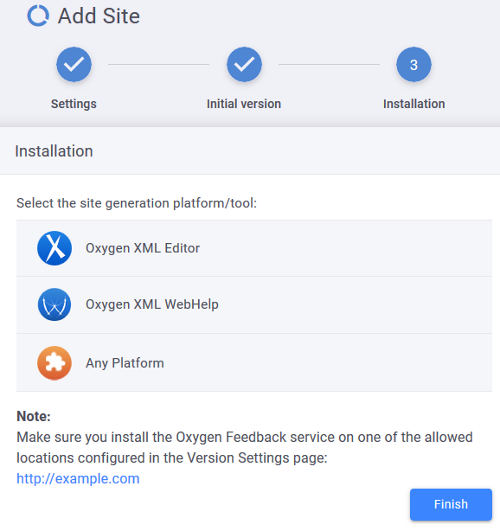 Add Site
3
Settings
Initial version
Installation
Installation
Select the site generation platform/tool:
Oxygen XML Editor
Oxygen XML WebHelp
Any Platform
Note:
Make sure you install the Oxygen Feedback service on one of the allowed
locations configured in the Version Settings page:
http://example.com
Finish